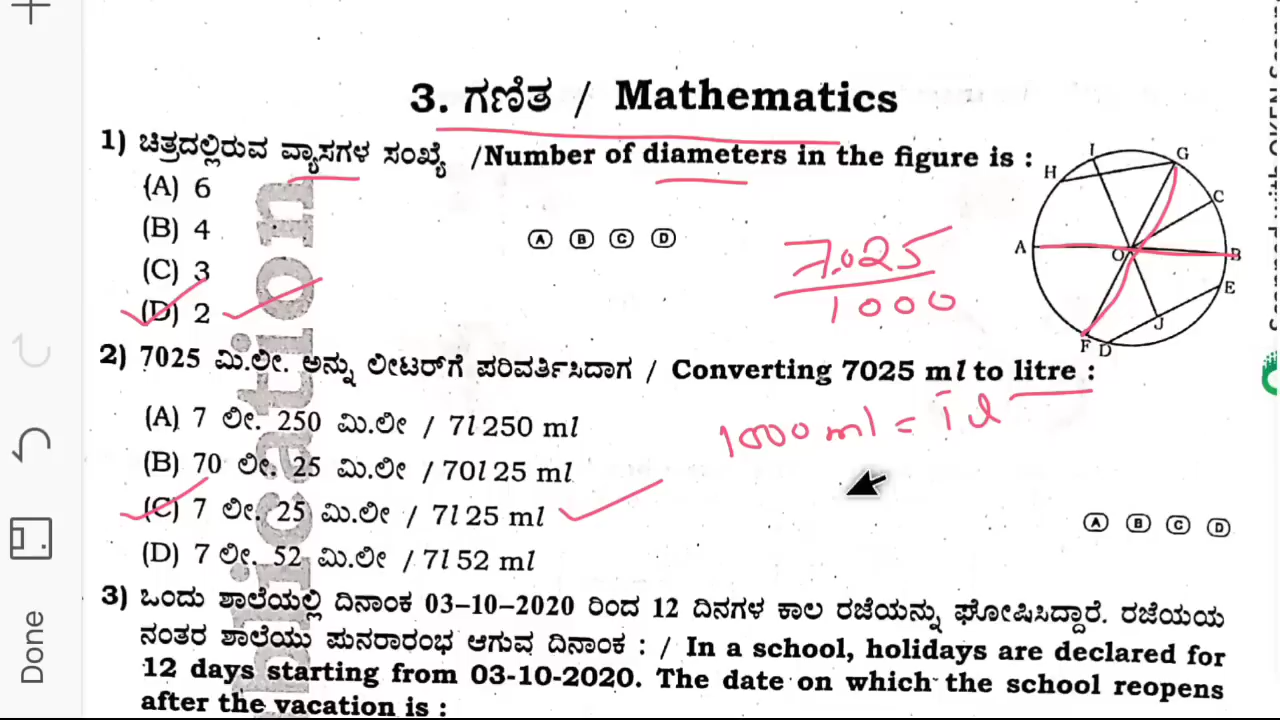 3. ಗಣಿತ / Mathematics
1) ಚಿತ್ರದಲ್ಲಿರುವ ವ್ಯಾಸಗಳ ಸಂಖ್ಯೆ /Number of diameters in the figure is :
(A) 6
(B) 4
(C) 3
(D) 2
A B C D
7.025
1000
H I G C A O B E J F D
2) 7025 ಮಿ.ಲೀ. ಅನ್ನು ಲೀಟರ್‌ಗೆ ಪರಿವರ್ತಿಸಿದಾಗ / Converting 7025 ml to litre :
(A) 7 ಲೀ. 250 ಮಿ.ಲೀ / 7l 250 ml
1000 ml = 1 l
(B) 70 ಲೀ. 25 ಮಿ.ಲೀ / 70l 25 ml
(C) 7 ಲೀ. 25 ಮಿ.ಲೀ / 7l 25 ml
A B C D
(D) 7 ಲೀ. 52 ಮಿ.ಲೀ / 7l 52 ml
3) ಒಂದು ಶಾಲೆಯಲ್ಲಿ ದಿನಾಂಕ 03-10-2020 ರಿಂದ 12 ದಿನಗಳ ಕಾಲ ರಜೆಯನ್ನು ಘೋಷಿಸಿದ್ದಾರೆ. ರಜೆಯಯ
ನಂತರ ಶಾಲೆಯು ಪುನರಾರಂಭ ಆಗುವ ದಿನಾಂಕ : / In a school, holidays are declared for
12 days starting from 03-10-2020. The date on which the school reopens
after the vacation is :
Done